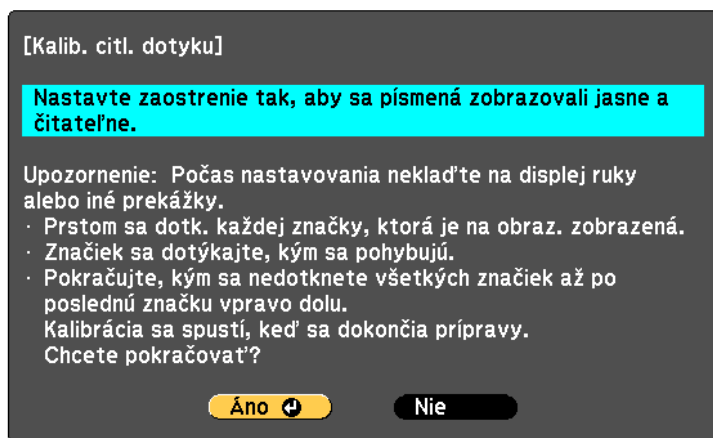 [Kalib. citl. dotyku]
Nastavte zaostrenie tak, aby sa písmená zobrazovali jasne a
čitateľne.
Upozornenie: Počas nastavovania neklaďte na displej ruky
alebo iné prekážky.
· Prstom sa dotk. každej značky, ktorá je na obraz. zobrazená.
· Značiek sa dotýkajte, kým sa pohybujú.
· Pokračujte, kým sa nedotknete všetkých značiek až po
poslednú značku vpravo dolu.
Kalibrácia sa spustí, keď sa dokončia prípravy.
Chcete pokračovať?
Áno Nie